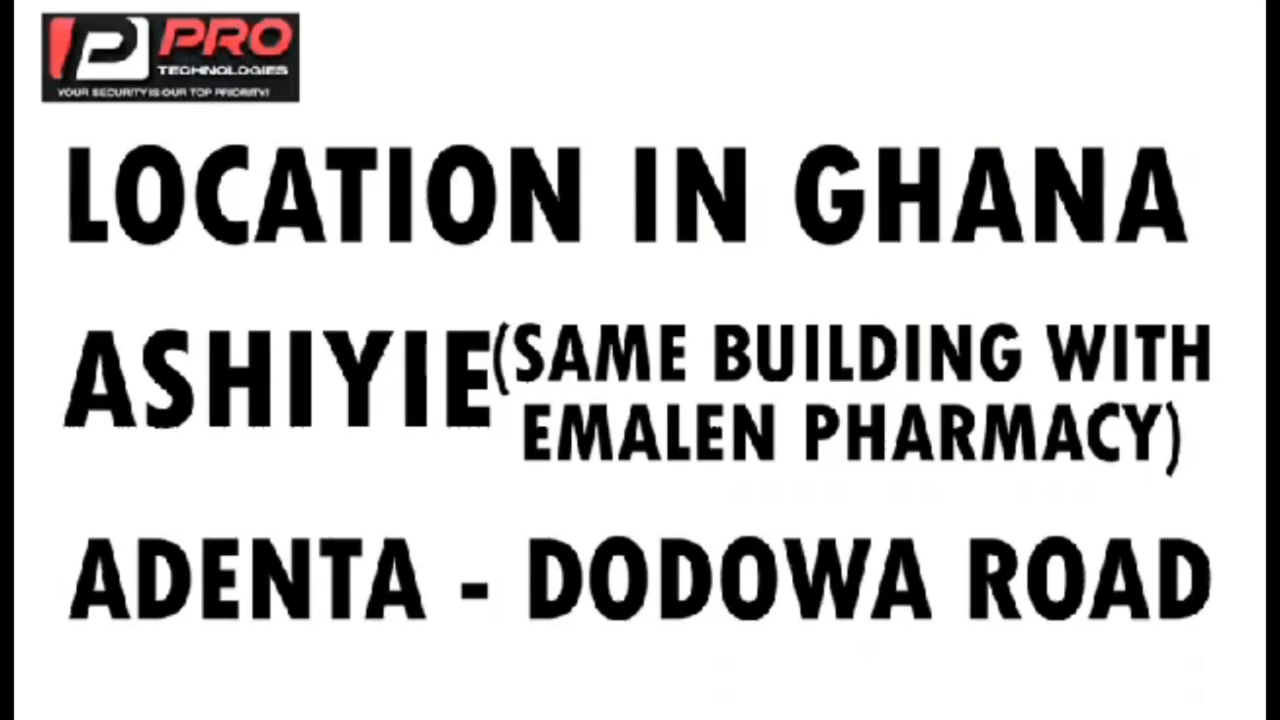 PRO
TECHNOLOGIES
YOUR SECURITY IS OUR TOP PRIORITY!
LOCATION IN GHANA
ASHIYIE (SAME BUILDING WITH
EMALEN PHARMACY)
ADENTA - DODOWA ROAD